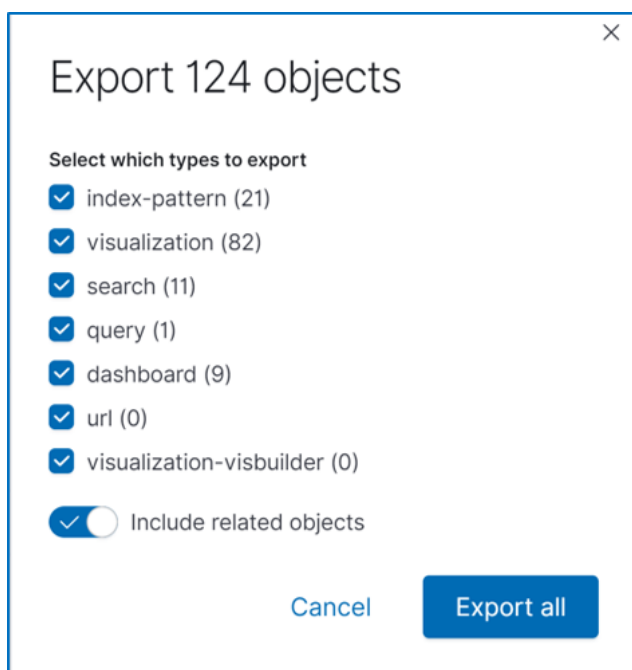 Export 124 objects
Select which types to export
index-pattern (21)
visualization (82)
search (11)
query (1)
dashboard (9)
url (0)
visualization-visbuilder (0)
Include related objects
Cancel
Export all